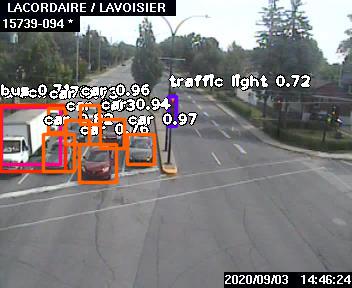 LACORDAIRE / LAVOISIER
15739-094 *
traffic light 0.72
car 0.96
car 0.94
car 0.97
car 0.76
2020/09/03 14:46:24